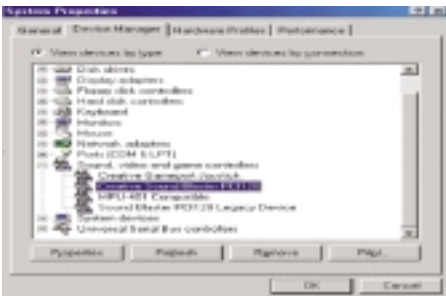 System Properties
General Device Manager Hardware Profiles Performance
View devices by type View devices by connection
Disk drives
Display adapters
Floppy disk controllers
Hard disk controllers
Keyboard
Monitors
Mouse
Network adapters
Ports (COM & LPT)
Sound, video and game controllers
Creative Gameport Joystick
Creative Sound Blaster PCI128
MPU-401 Compatible
Sound Blaster PCI128 Legacy Device
System devices
Universal Serial Bus controllers
Properties Refresh Remove Print...
OK Cancel